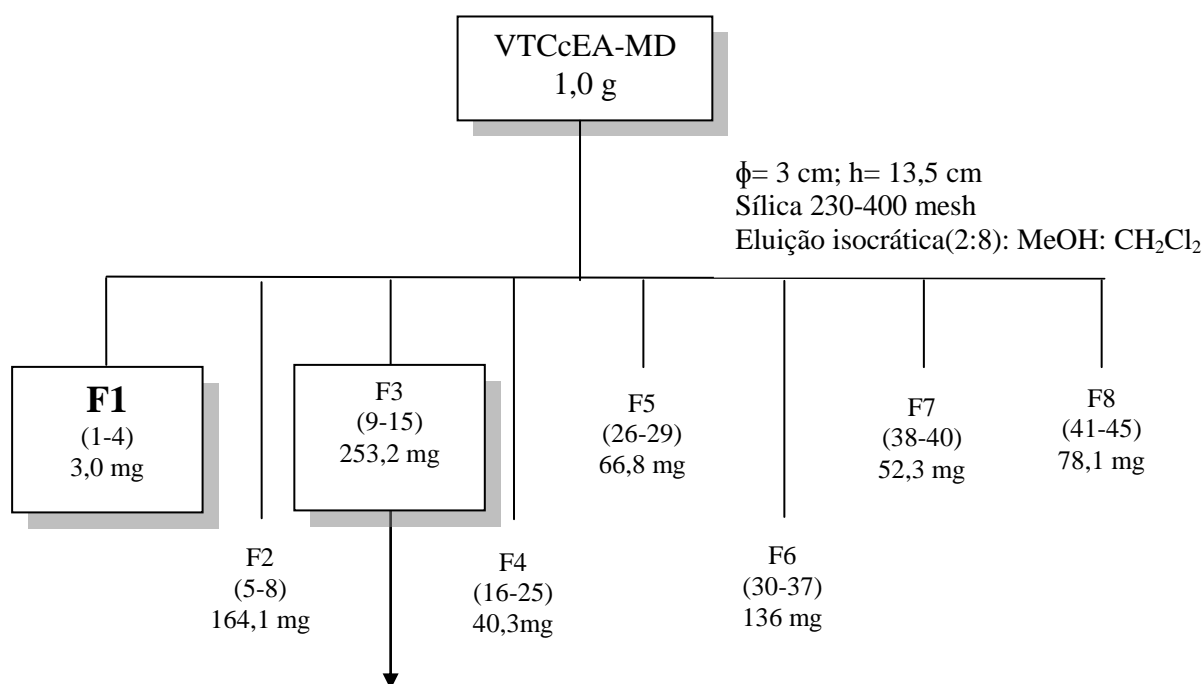 VTCcEA-MD
1,0 g
ϕ= 3 cm; h= 13,5 cm
Sílica 230-400 mesh
Eluição isocrática(2:8): MeOH: CH₂Cl₂
F1
(1-4)
3,0 mg
F2
(5-8)
164,1 mg
F3
(9-15)
253,2 mg
F4
(16-25)
40,3mg
F5
(26-29)
66,8 mg
F6
(30-37)
136 mg
F7
(38-40)
52,3 mg
F8
(41-45)
78,1 mg